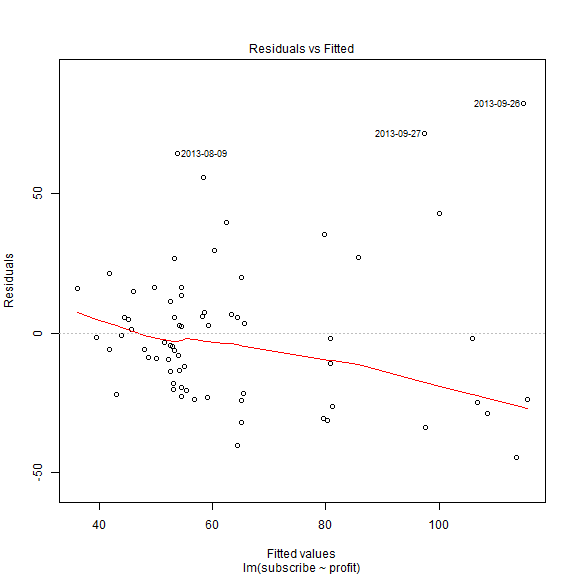 Residuals vs Fitted
2013-09-26
2013-09-27
2013-08-09
Residuals
50
0
-50
40 60 80 100
Fitted values
lm(subscribe ~ profit)